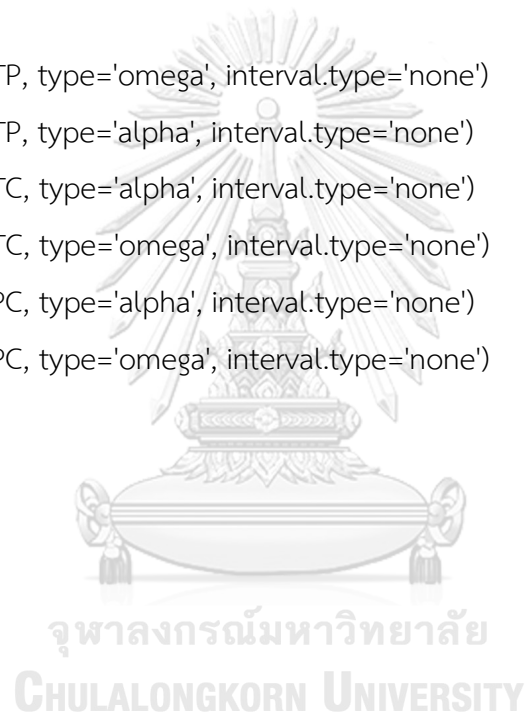 TP, type='omega', interval.type='none')
TP, type='alpha', interval.type='none')
TC, type='alpha', interval.type='none')
TC, type='omega', interval.type='none')
PC, type='alpha', interval.type='none')
PC, type='omega', interval.type='none')
จุฬาลงกรณ์มหาวิทยาลัย
CHULALONGKORN UNIVERSITY